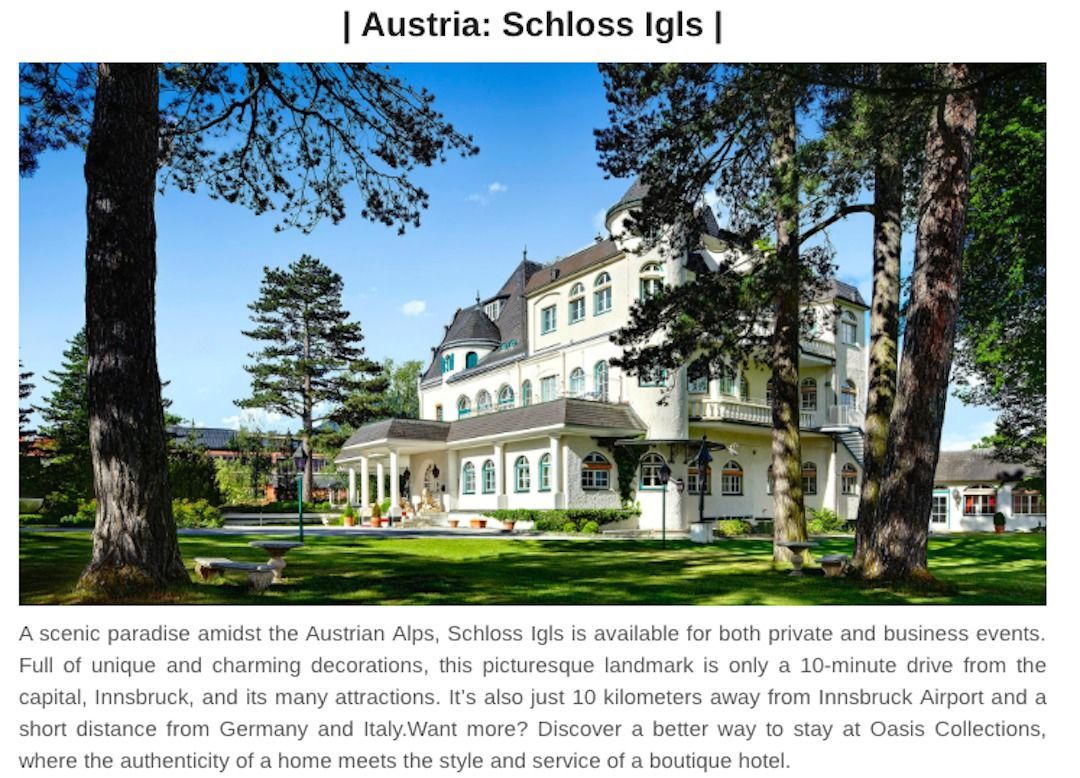 | Austria: Schloss Igls |
A scenic paradise amidst the Austrian Alps, Schloss Igls is available for both private and business events.
Full of unique and charming decorations, this picturesque landmark is only a 10-minute drive from the
capital, Innsbruck, and its many attractions. It’s also just 10 kilometers away from Innsbruck Airport and a
short distance from Germany and Italy.Want more? Discover a better way to stay at Oasis Collections,
where the authenticity of a home meets the style and service of a boutique hotel.